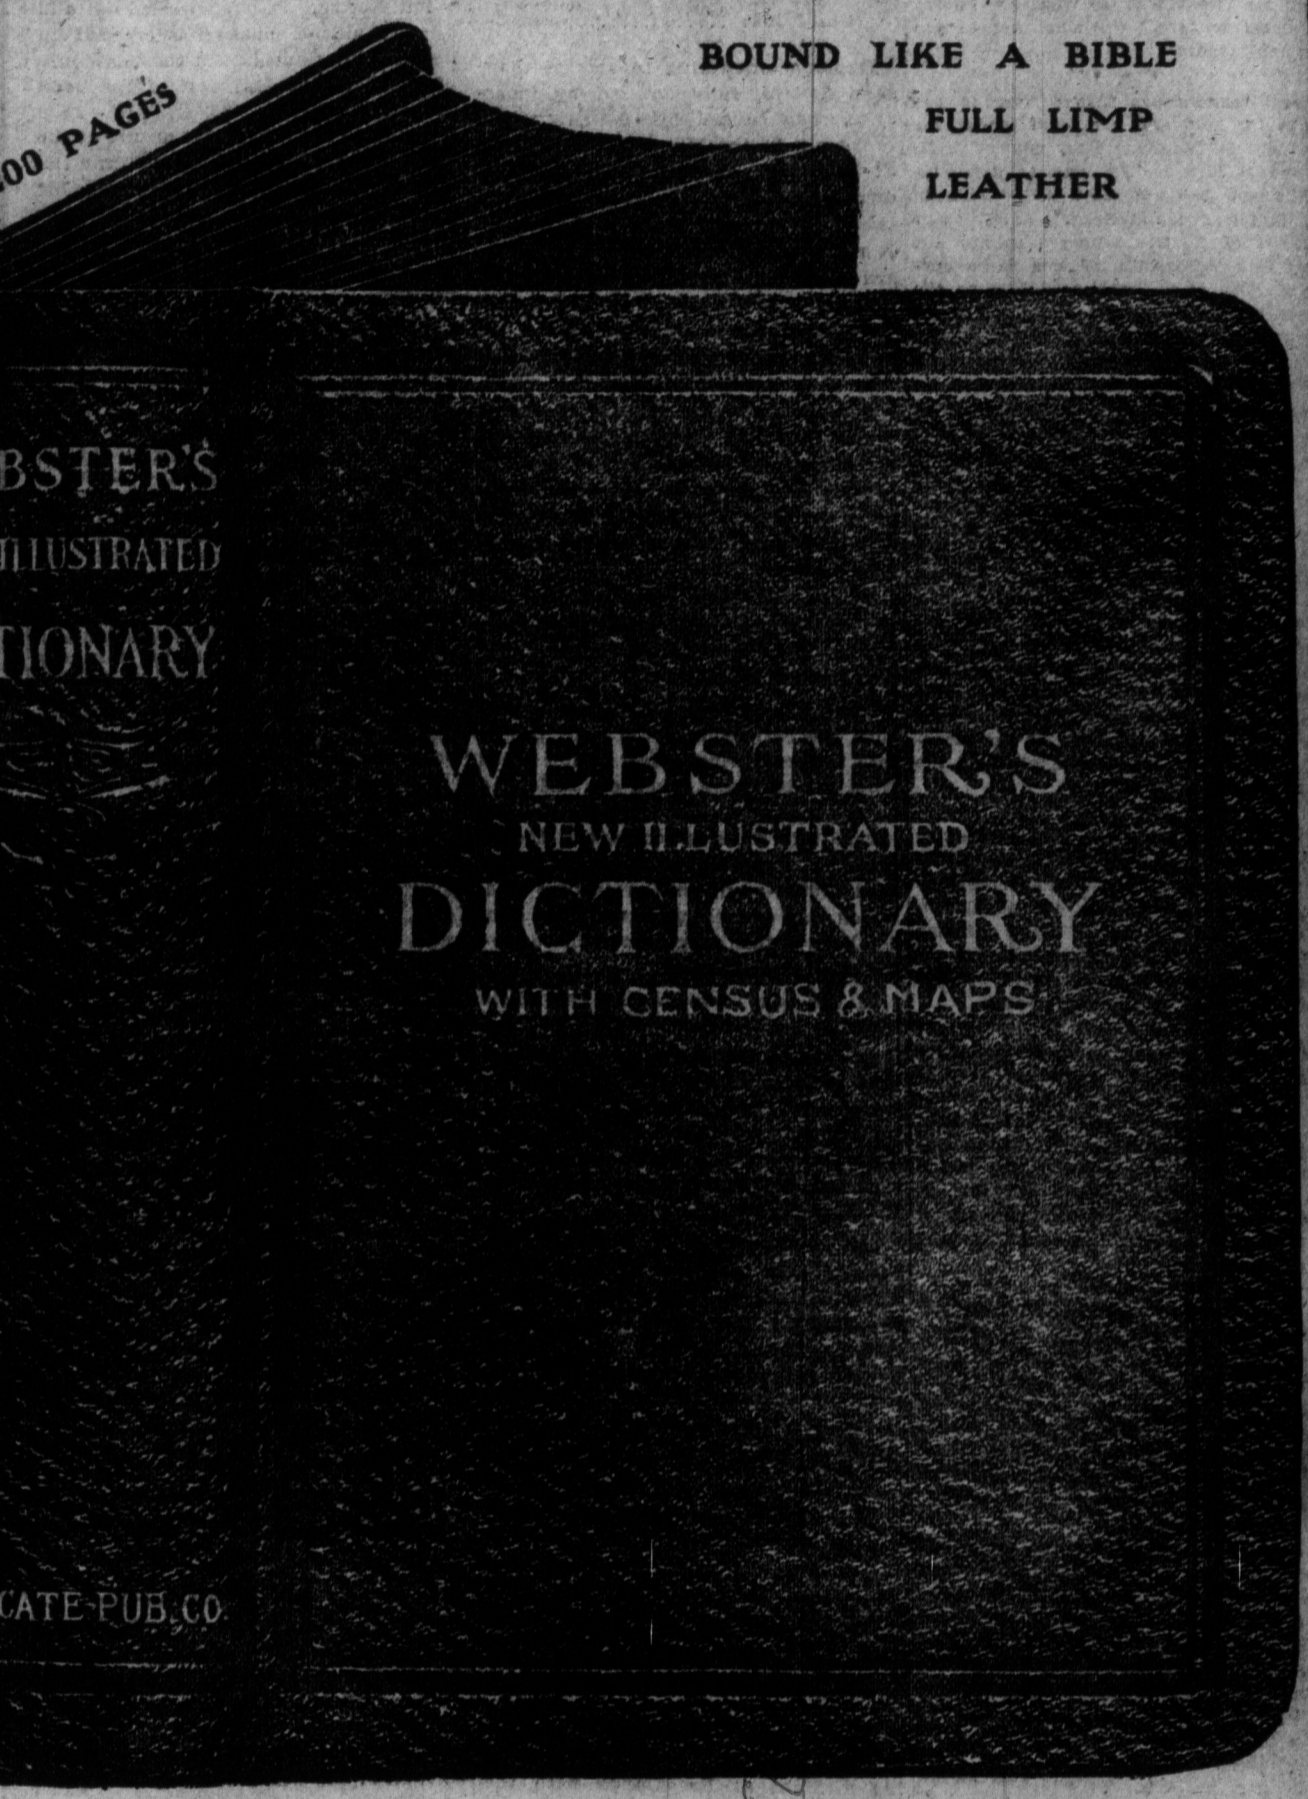 BOUND LIKE A BIBLE
FULL LIMP
LEATHER
00 PAGES
BSTER'S
ILLUSTRATED
TIONARY
CATE PUB. CO.
WEBSTER'S
NEW ILLUSTRATED
DICTIONARY
WITH CENSUS & MAPS